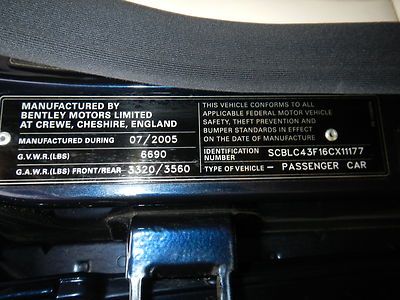 MANUFACTURED BY
BENTLEY MOTORS LIMITED
AT CREWE, CHESHIRE, ENGLAND
MANUFACTURED DURING 07/2005
G.V.W.R.(LBS) 6690
G.A.W.R.(LBS) FRONT/REAR 3320/3560
THIS VEHICLE CONFORMS TO ALL
APPLICABLE FEDERAL MOTOR VEHICLE
SAFETY, THEFT PREVENTION AND
BUMPER STANDARDS IN EFFECT
ON THE DATE OF MANUFACTURE
IDENTIFICATION
NUMBER SCBLC43F16CX11177
TYPE OF VEHICLE - PASSENGER CAR